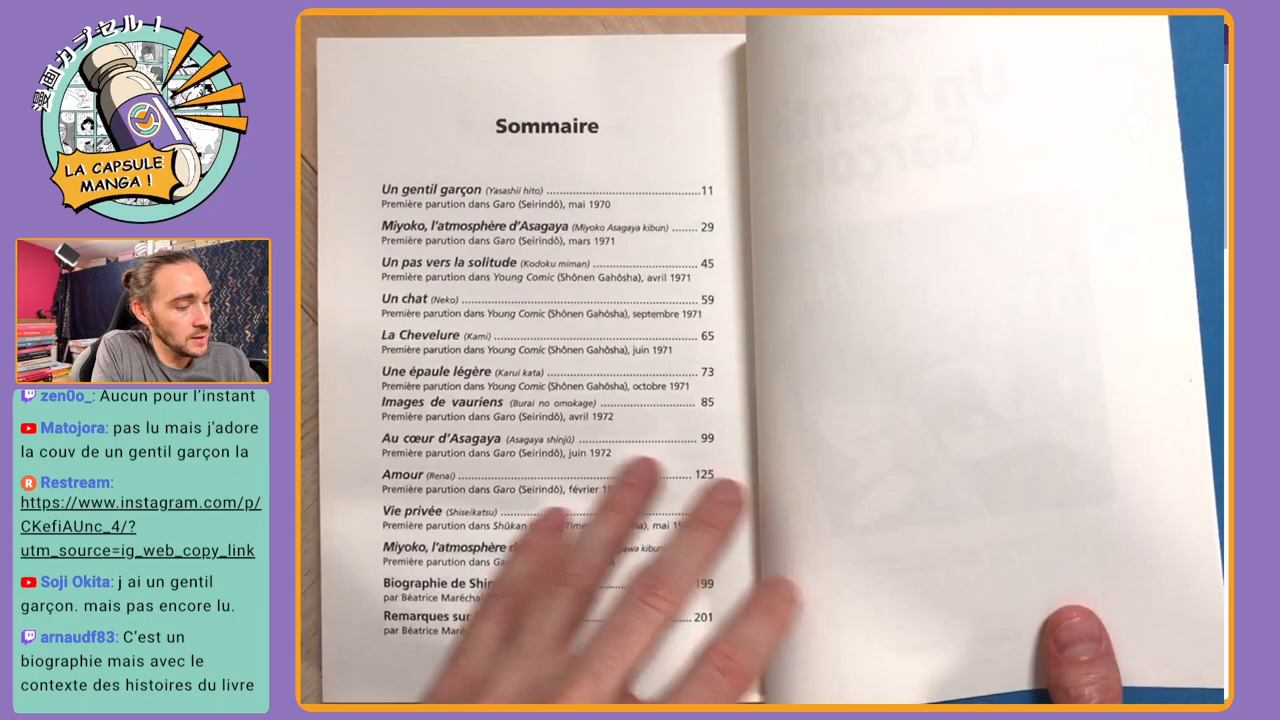 漫画カプセル！
LA CAPSULE
MANGA !
zen0o_: Aucun pour l'instant
Matojora: pas lu mais j'adore
la couv de un gentil garçon la
Restream:
https://www.instagram.com/p/
CKefiAUnc_4/?
utm_source=ig_web_copy_link
Soji Okita: j ai un gentil
garçon. mais pas encore lu.
arnaudf83: C'est un
biographie mais avec le
contexte des histoires du livre
Sommaire
Un gentil garçon (Yasashii hito) 11
Première parution dans Garo (Seirindô), mai 1970
Miyoko, l'atmosphère d'Asagaya (Miyoko Asagaya kibun) 29
Première parution dans Garo (Seirindô), mars 1971
Un pas vers la solitude (Kodoku miman) 45
Première parution dans Young Comic (Shônen Gahôsha), avril 1971
Un chat (Neko) 59
Première parution dans Young Comic (Shônen Gahôsha), septembre 1971
La Chevelure (Kami) 65
Première parution dans Young Comic (Shônen Gahôsha), juin 1971
Une épaule légère (Karui kata) 73
Première parution dans Young Comic (Shônen Gahôsha), octobre 1971
Images de vauriens (Burai no omokage) 85
Première parution dans Garo (Seirindô), avril 1972
Au cœur d'Asagaya (Asagaya shinjû) 99
Première parution dans Garo (Seirindô), juin 1972
Amour (Renai) 125
Première parution dans Garo (Seirindô), février
Vie privée (Shiseikatsu)
Première parution dans Shûkan mai
Miyoko, l'atmosphère kibun
Première parution dans Garo
Biographie de 199
par Béatrice Maréchal
Remarques sur 201
par Béatrice
Un